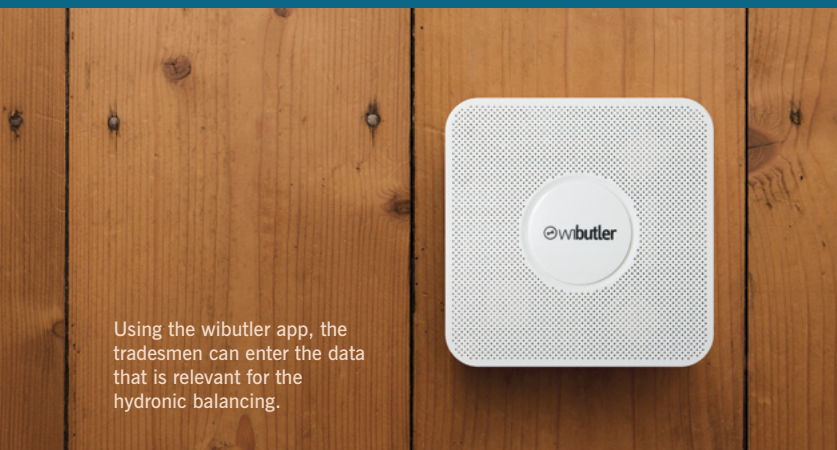 wibutler
Using the wibutler app, the
tradesmen can enter the data
that is relevant for the
hydronic balancing.